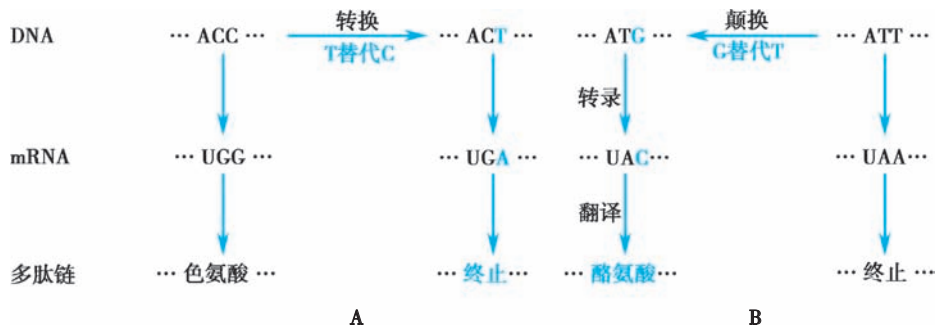 转换 颠换
DNA ··· ACC ··· ··· ACT ··· ··· ATG ··· ··· ATT ···
T替代C G替代T
转录
mRNA ··· UGG ··· ··· UGA ··· ··· UAC··· ··· UAA···
翻译
多肽链 ··· 色氨酸 ··· ··· 终止··· ··· 酪氨酸··· ··· 终止···
A B